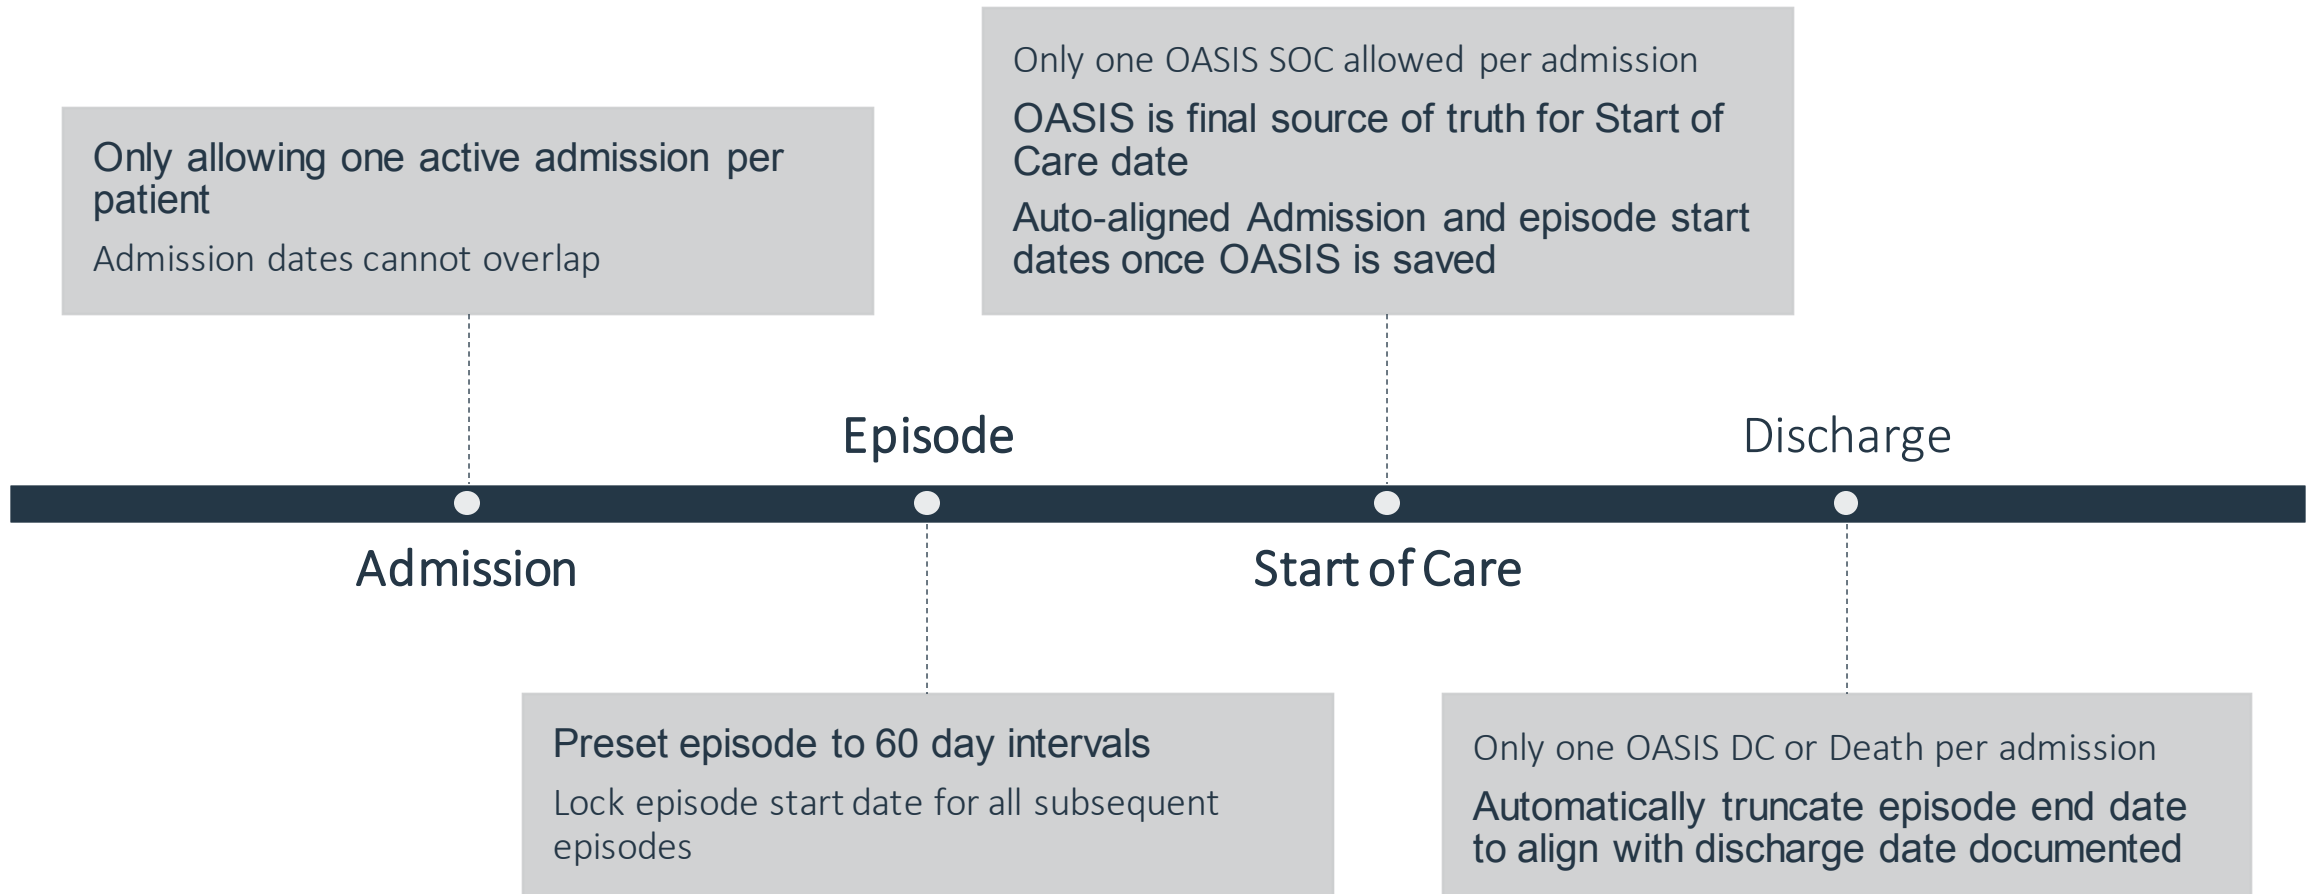 Only one OASIS SOC allowed per admission
OASIS is final source of truth for Start of
Care date
Auto-aligned Admission and episode start
dates once OASIS is saved
Only allowing one active admission per
patient
Admission dates cannot overlap
Episode
Discharge
Admission
Start of Care
Preset episode to 60 day intervals
Lock episode start date for all subsequent
episodes
Only one OASIS DC or Death per admission
Automatically truncate episode end date
to align with discharge date documented